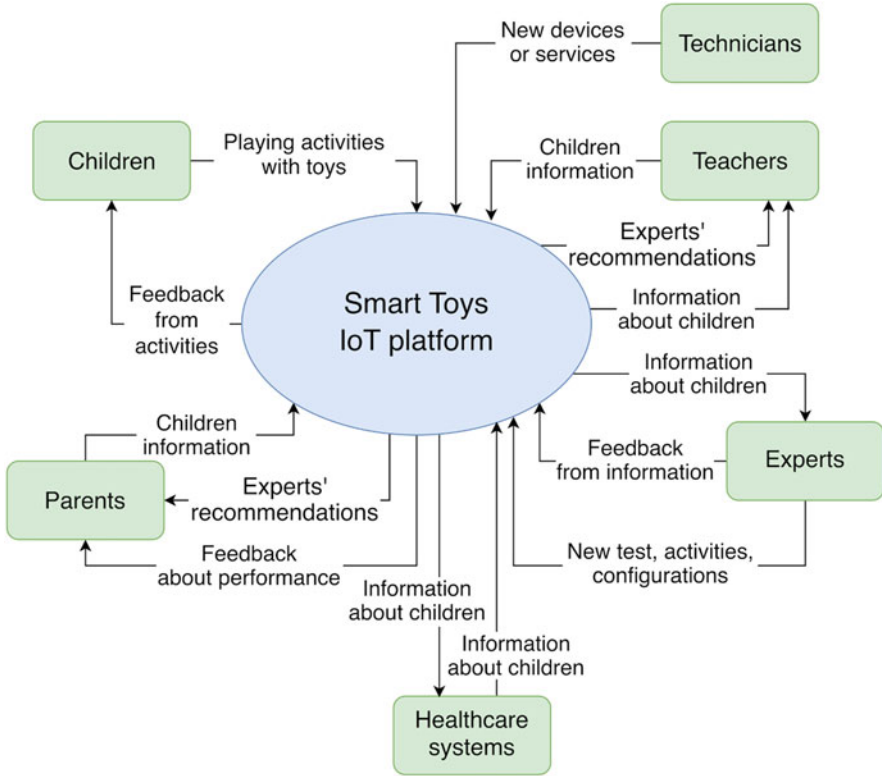 New devices
or services
Technicians
Children
Playing activities
with toys
Children
information
Teachers
Experts'
recommendations
Smart Toys
IoT platform
Feedback
from
activities
Information
about children
Information
about children
Children
information
Feedback
from information
Experts
Parents
Experts'
recommendations
Feedback
about performance
New test, activities,
configurations
Information
about children
Information
about children
Healthcare
systems